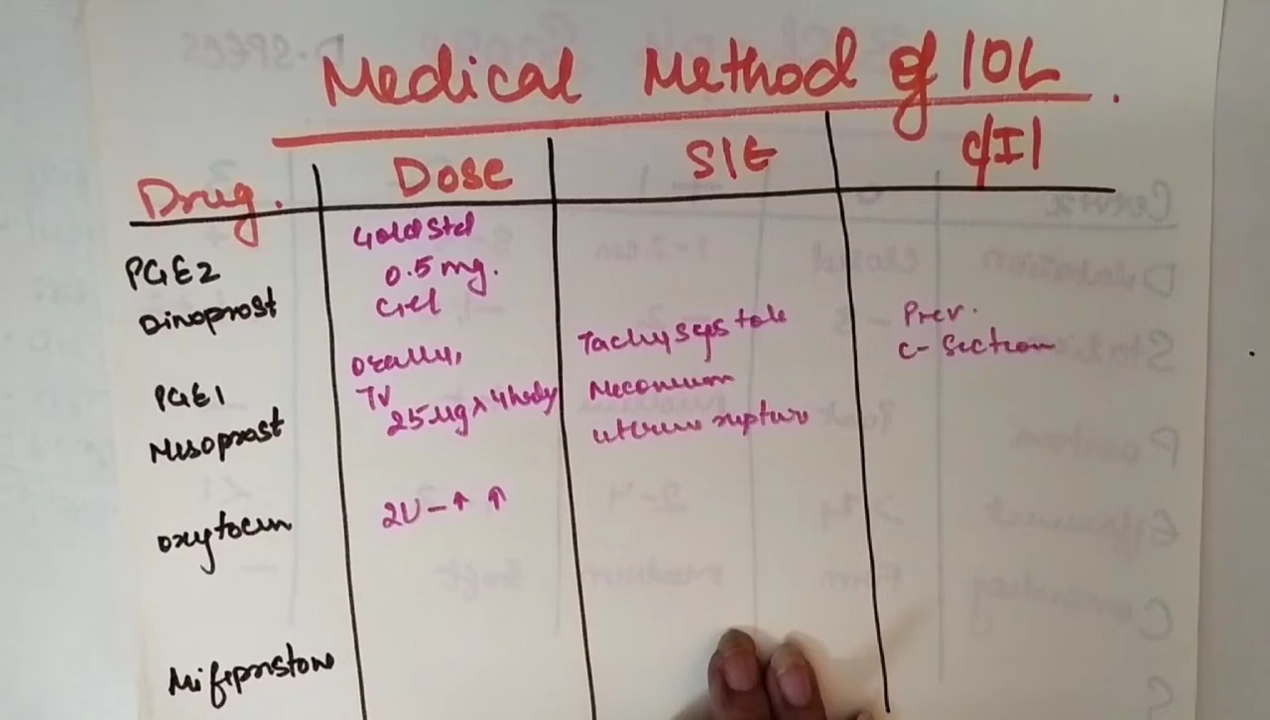 Medical Method of IOL.
Drug. Dose S/E C/I
PGE2
Dinoprost
Gold Std
0.5 mg.
Gel
PGE1
Misoprost
Orally,
TV
25 µg x 4 hrly
Tachysystole
Meconium
uterine rupture
Prev.
C-Section
Oxytocin
2U-↑ ↑
Mifepristone